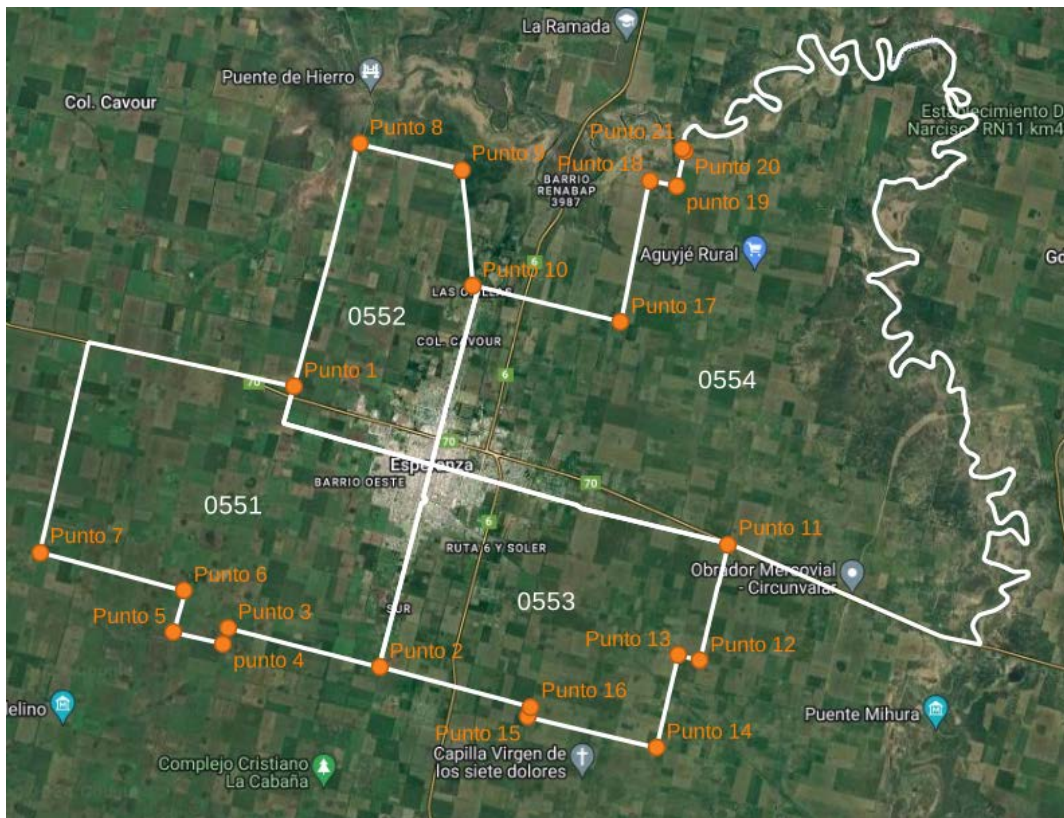 La Ramada
Puente de Hierro
Col. Cavour
Punto 8
Punto 21
Punto 9
Punto 18
BARRIO
RENABAP
3987
Punto 20
punto 19
6
Aguyjé Rural
Go
Punto 10
0552
Punto 17
COL. CAVOUR
0554
Punto 1
70
6
70
Esperanza
BARRIO OESTE
70
0551
6
Punto 7
RUTA 6 Y SOLER
Punto 11
Obrador Mercovial
- Circunvalar
Punto 6
0553
SUR
Punto 5
Punto 3
punto 4
Punto 13
Punto 12
Punto 2
Punto 16
elino
Puente Mihura
Punto 15
Punto 14
Capilla Virgen de
los siete dolores
Complejo Cristiano
La Cabaña